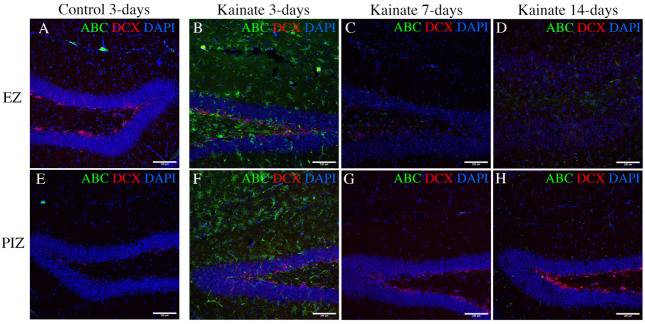 Control 3-days Kainate 3-days Kainate 7-days Kainate 14-days
A ABC DCX DAPI B ABC DCX DAPI C ABC DCX DAPI D ABC DCX DAPI
EZ
E ABC DCX DAPI F ABC DCX DAPI G ABC DCX DAPI H ABC DCX DAPI
PIZ